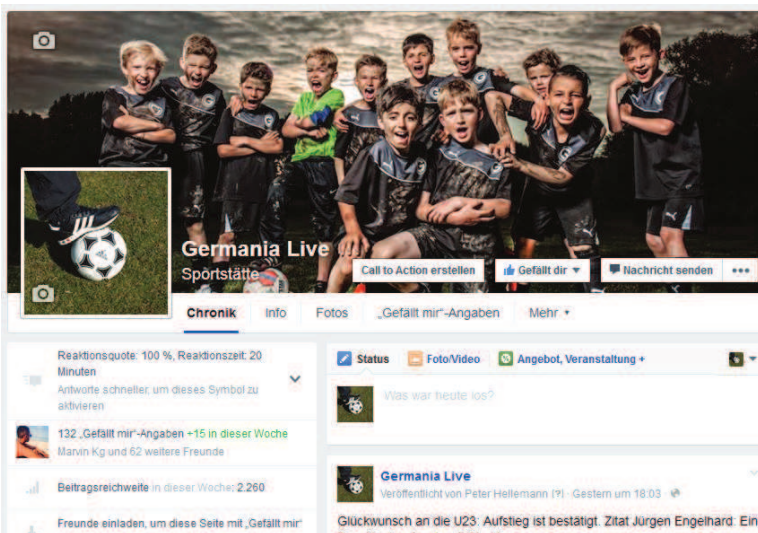 Germania Live
Sportstätte
Call to Action erstellen
Gefällt dir
Nachricht senden
Chronik
Info
Fotos
„Gefällt mir“-Angaben
Mehr
Reaktionsquote: 100 %, Reaktionszeit: 20
Minuten
Antworte schneller, um dieses Symbol zu
aktivieren
132 „Gefällt mir“-Angaben +15 in dieser Woche
Marvin Kg und 62 weitere Freunde
Beitragsreichweite in dieser Woche: 2.260
Freunde einladen, um diese Seite mit „Gefällt mir“
Status
Foto/Video
Angebot, Veranstaltung +
Was war heute los?
Germania Live
Veröffentlicht von Peter Hellemann [?] · Gestern um 18:03 ·
Glückwunsch an die U23: Aufstieg ist bestätigt. Zitat Jürgen Engelhard: Ein